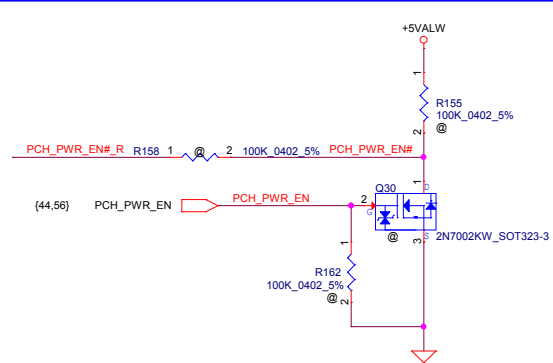 +5VALW
1
R155
100K_0402_5%
@
2
PCH_PWR_EN#_R R158 1 @ 2 100K_0402_5% PCH_PWR_EN#
1 D
Q30
{44,56} PCH_PWR_EN PCH_PWR_EN 2 G
@
3 S 2N7002KW_SOT323-3
1
R162
100K_0402_5%
@ 2